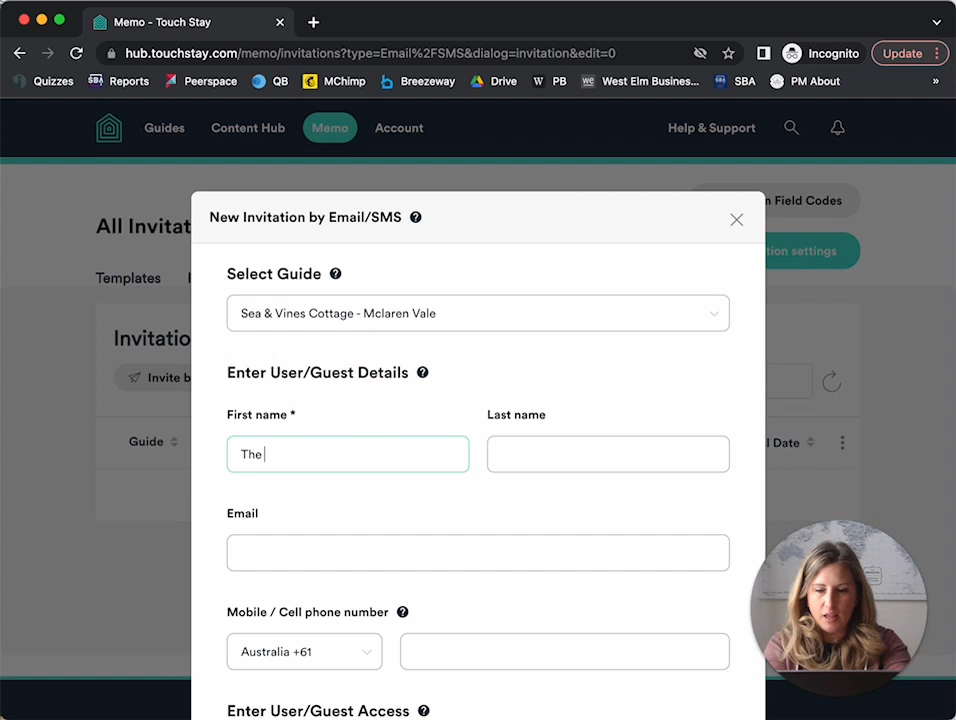 Memo - Touch Stay
hub.touchstay.com/memo/invitations?type=Email%2FSMS&dialog=invitation&edit=0
Incognito
Update
Quizzes
SBA Reports
Peerspace
QB
MChimp
Breezeway
Drive
W PB
we West Elm Business...
SBA
PM About
»
Guides
Content Hub
Memo
Account
Help & Support
All Invitat
n Field Codes
tion settings
Templates
New Invitation by Email/SMS ?
Select Guide ?
Sea & Vines Cottage - Mclaren Vale
Invitatio
Invite b
Enter User/Guest Details ?
First name *
Last name
Guide
l Date
The
Email
Mobile / Cell phone number ?
Australia +61
Enter User/Guest Access ?